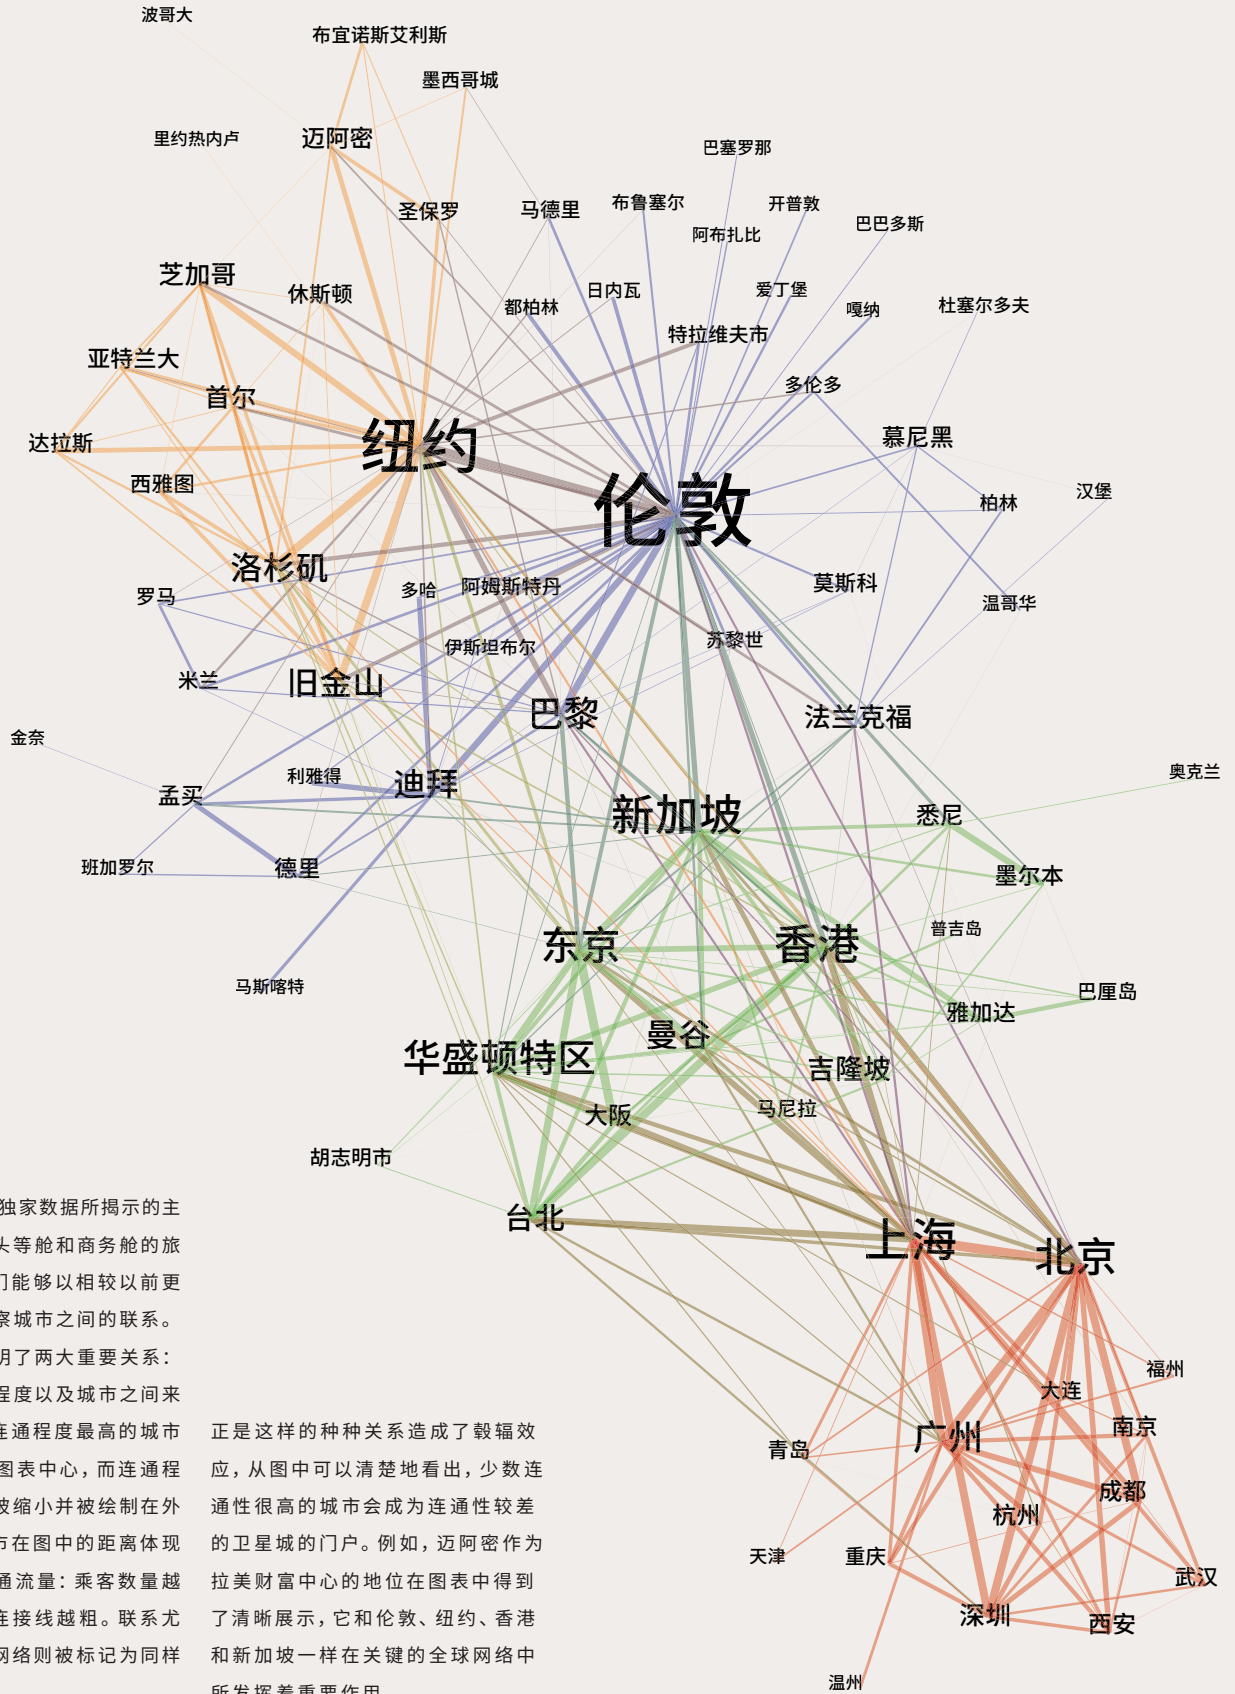 波哥大
布宜诺斯艾利斯
墨西哥城
里约热内卢
迈阿密
巴塞罗那
圣保罗
马德里
布鲁塞尔
开普敦
阿布扎比
巴巴多斯
芝加哥
休斯顿
都柏林
日内瓦
爱丁堡
嘎纳
杜塞尔多夫
特拉维夫市
亚特兰大
首尔
多伦多
达拉斯
纽约
慕尼黑
西雅图
伦敦
柏林
汉堡
洛杉矶
罗马
多哈
阿姆斯特丹
莫斯科
温哥华
伊斯坦布尔
苏黎世
米兰
旧金山
巴黎
法兰克福
金奈
孟买
利雅得
迪拜
新加坡
悉尼
奥克兰
班加罗尔
德里
墨尔本
东京
香港
普吉岛
马斯喀特
雅加达
巴厘岛
华盛顿特区
曼谷
吉隆坡
大阪
马尼拉
胡志明市
台北
上海
北京
福州
大连
广州
南京
青岛
成都
杭州
天津
重庆
武汉
深圳
西安
温州
独家数据所揭示的主
头等舱和商务舱的旅
们能够以相较以前更
察城市之间的联系。
明了两大重要关系：
程度以及城市之间来
连通程度最高的城市
图表中心，而连通程
被缩小并被绘制在外
市在图中的距离体现
通流量：乘客数量越
连接线越粗。联系尤
网络则被标记为同样
正是这样的种种关系造成了毂辐效
应，从图中可以清楚地看出，少数连
通性很高的城市会成为连通性较差
的卫星城的门户。例如，迈阿密作为
拉美财富中心的地位在图表中得到
了清晰展示，它和伦敦、纽约、香港
和新加坡一样在关键的全球网络中
所发挥着重要作用